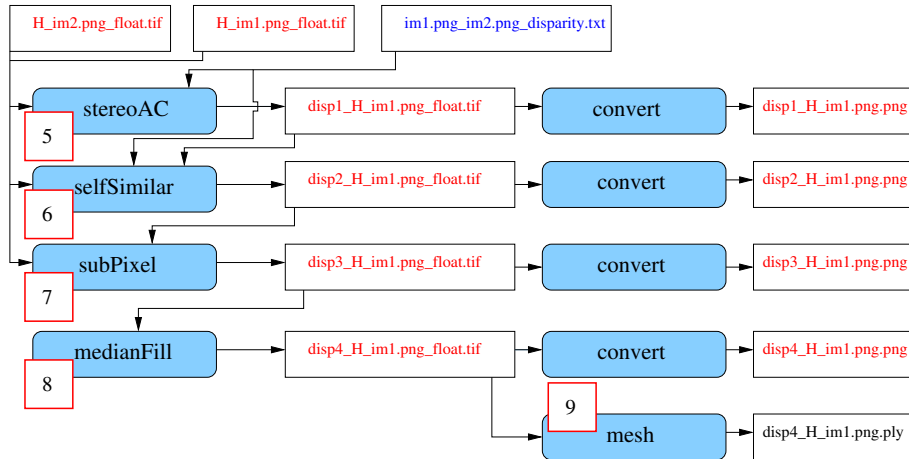 H_im2.png_float.tif
H_im1.png_float.tif
im1.png_im2.png_disparity.txt
stereoAC
5
disp1_H_im1.png_float.tif
convert
disp1_H_im1.png.png
selfSimilar
6
disp2_H_im1.png_float.tif
convert
disp2_H_im1.png.png
subPixel
7
disp3_H_im1.png_float.tif
convert
disp3_H_im1.png.png
medianFill
8
disp4_H_im1.png_float.tif
convert
disp4_H_im1.png.png
9
mesh
disp4_H_im1.png.ply